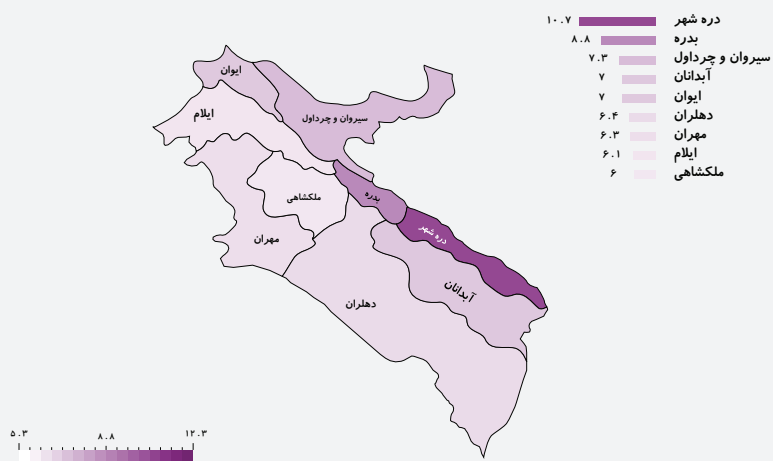 دره شهر ۱۰.۷
بدره ۸.۸
سیروان و چرداول ۷.۳
آبدانان ۷
ایوان ۷
دهلران ۶.۴
مهران ۶.۳
ایلام ۶.۱
ملکشاهی ۶
ایوان
ایلام
سیروان و چرداول
ملکشاهی
بدره
دره شهر
مهران
آبدانان
دهلران
۵.۳ ۸.۸ ۱۲.۳